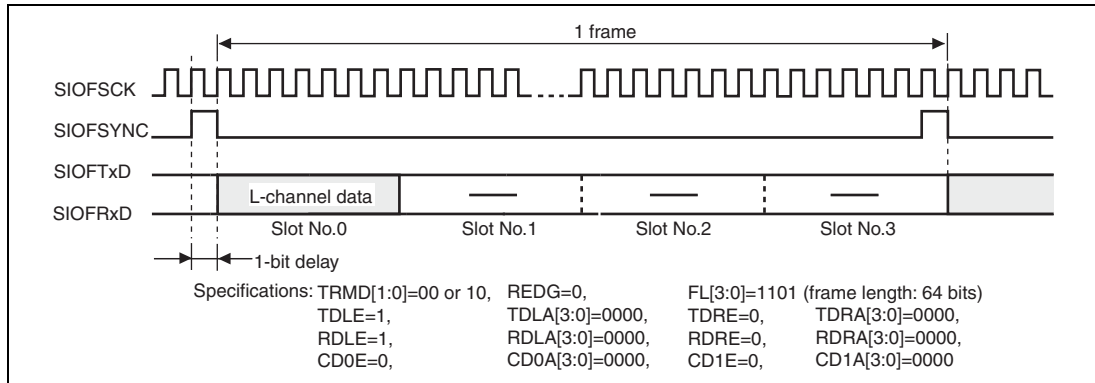 1 frame
SIOFSCK
SIOFSYNC
SIOFTxD
L-channel data
SIOFRxD
Slot No.0 Slot No.1 Slot No.2 Slot No.3
1-bit delay
Specifications: TRMD[1:0]=00 or 10, REDG=0, FL[3:0]=1101 (frame length: 64 bits)
TDLE=1, TDLA[3:0]=0000, TDRE=0, TDRA[3:0]=0000,
RDLE=1, RDLA[3:0]=0000, RDRE=0, RDRA[3:0]=0000,
CD0E=0, CD0A[3:0]=0000, CD1E=0, CD1A[3:0]=0000